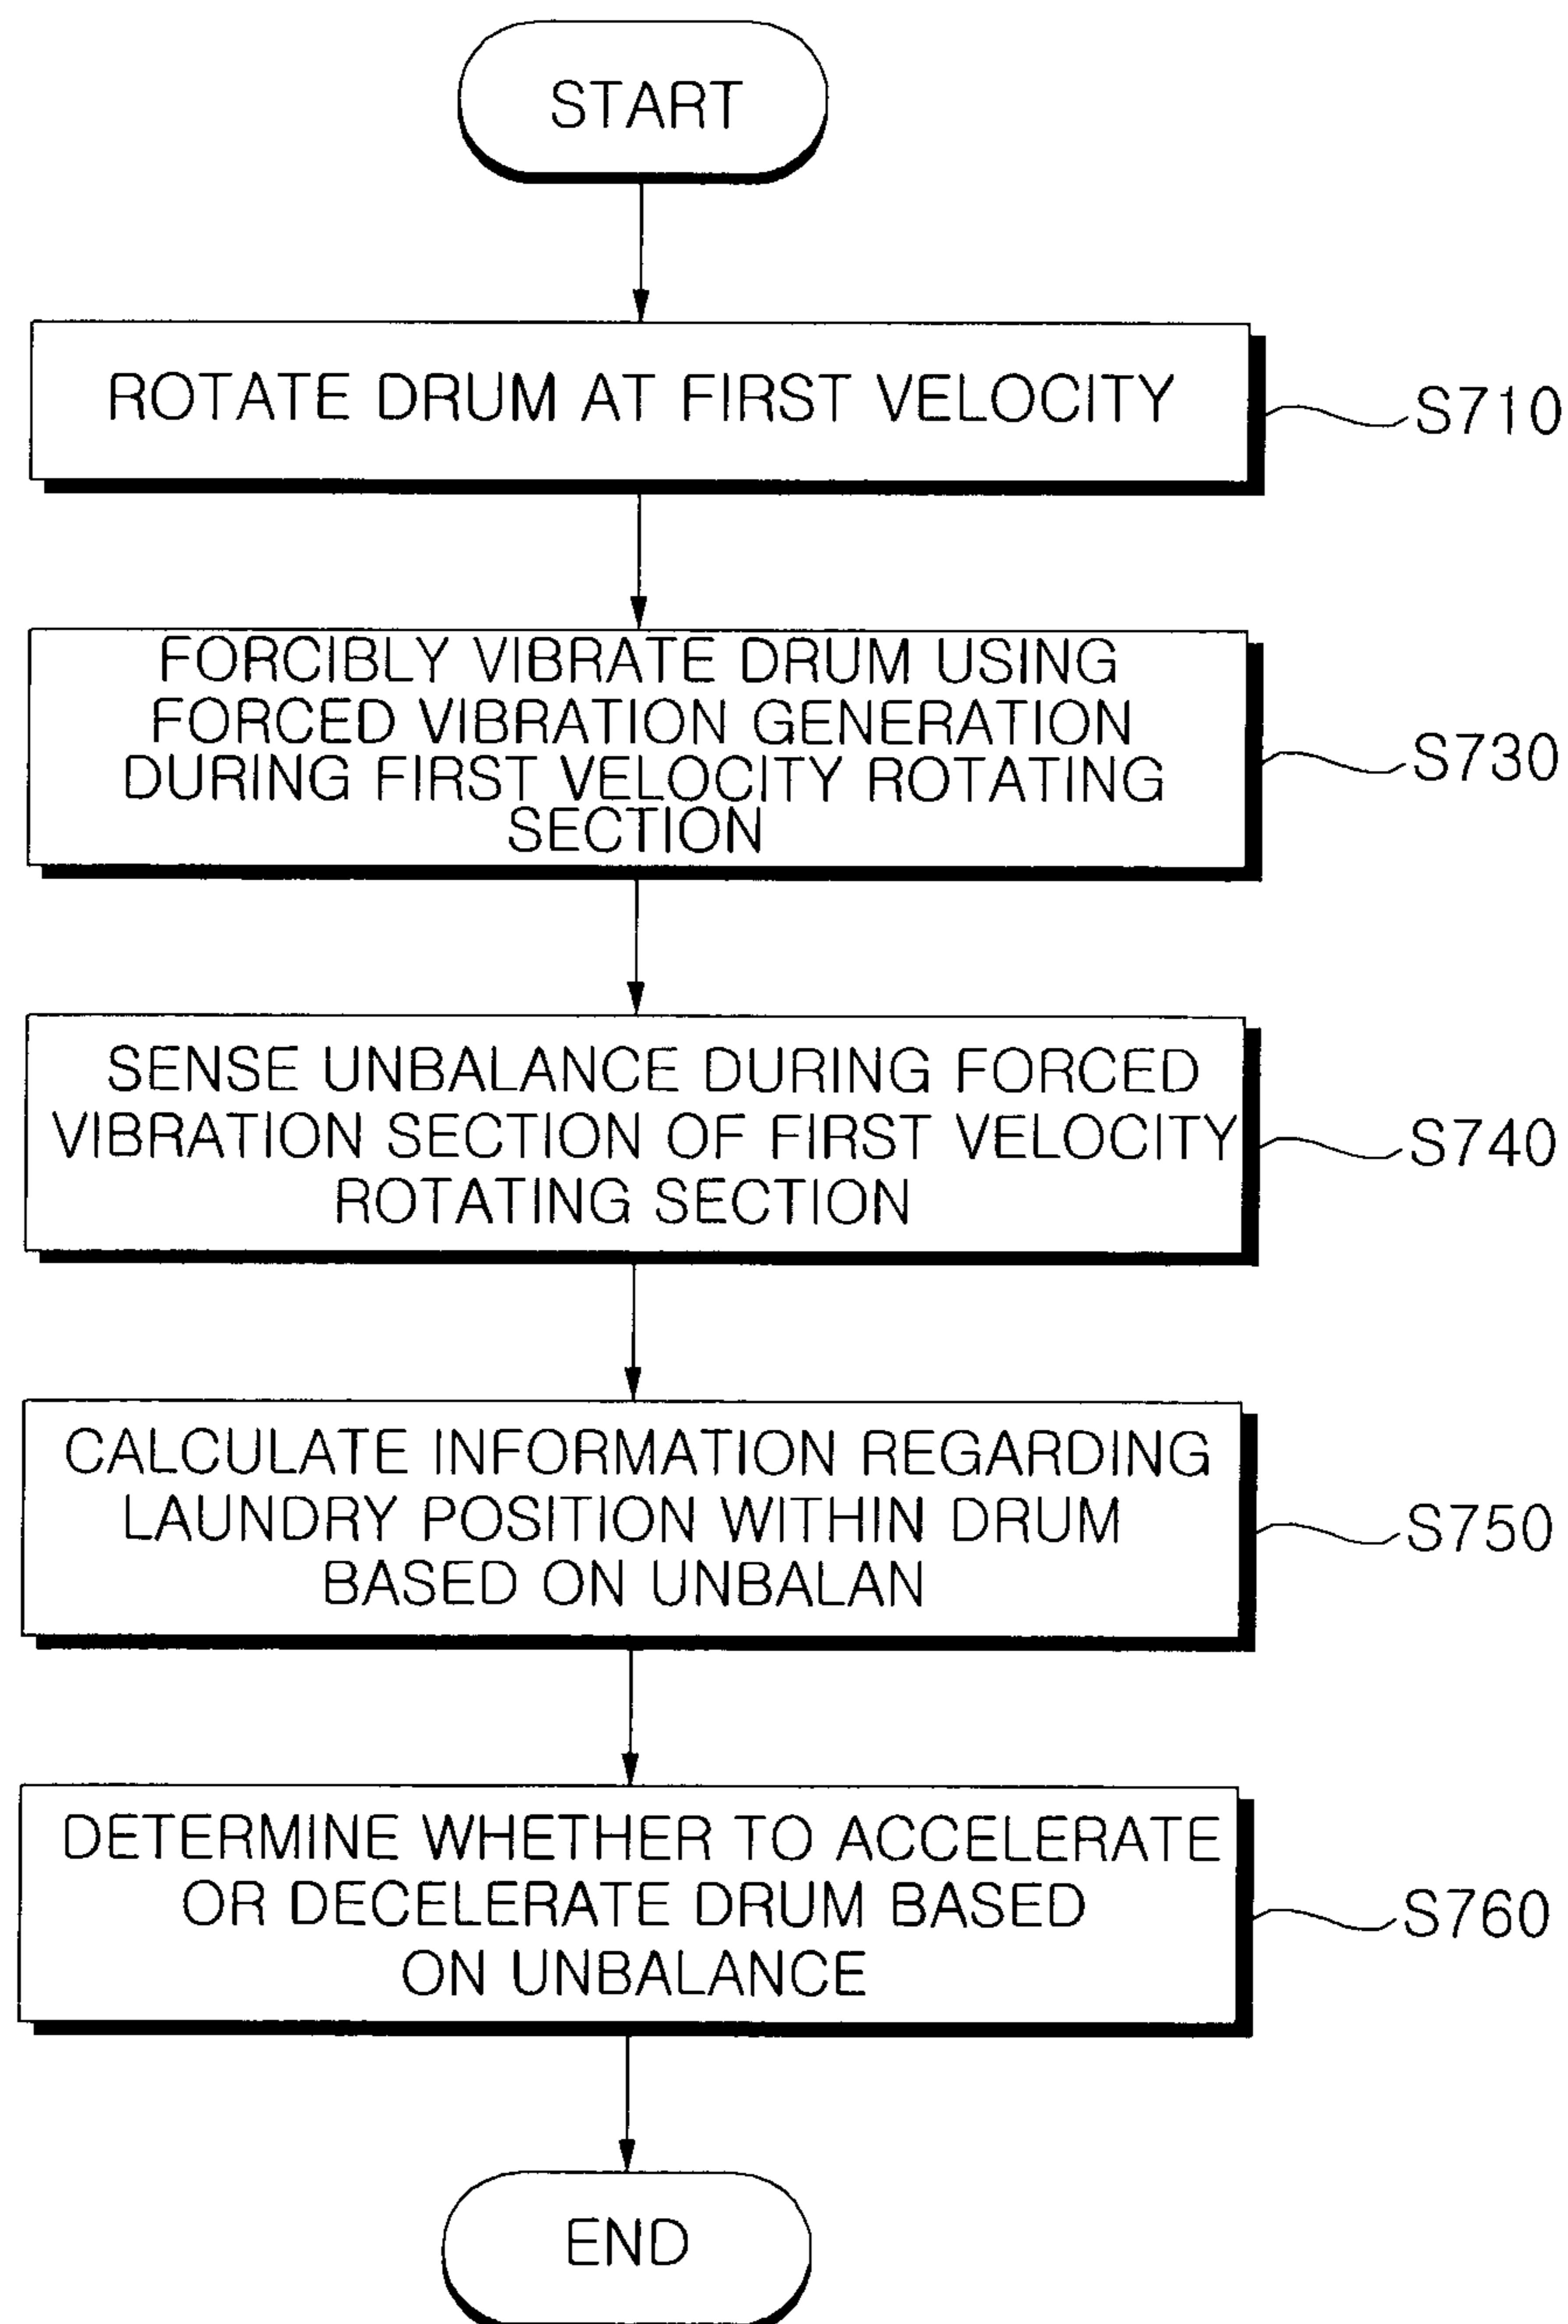 START
ROTATE DRUM AT FIRST VELOCITY
S710
FORCIBLY VIBRATE DRUM USING
FORCED VIBRATION GENERATION
DURING FIRST VELOCITY ROTATING
SECTION
S730
SENSE UNBALANCE DURING FORCED
VIBRATION SECTION OF FIRST VELOCITY
ROTATING SECTION
S740
CALCULATE INFORMATION REGARDING
LAUNDRY POSITION WITHIN DRUM
BASED ON UNBALAN
S750
DETERMINE WHETHER TO ACCELERATE
OR DECELERATE DRUM BASED
ON UNBALANCE
S760
END